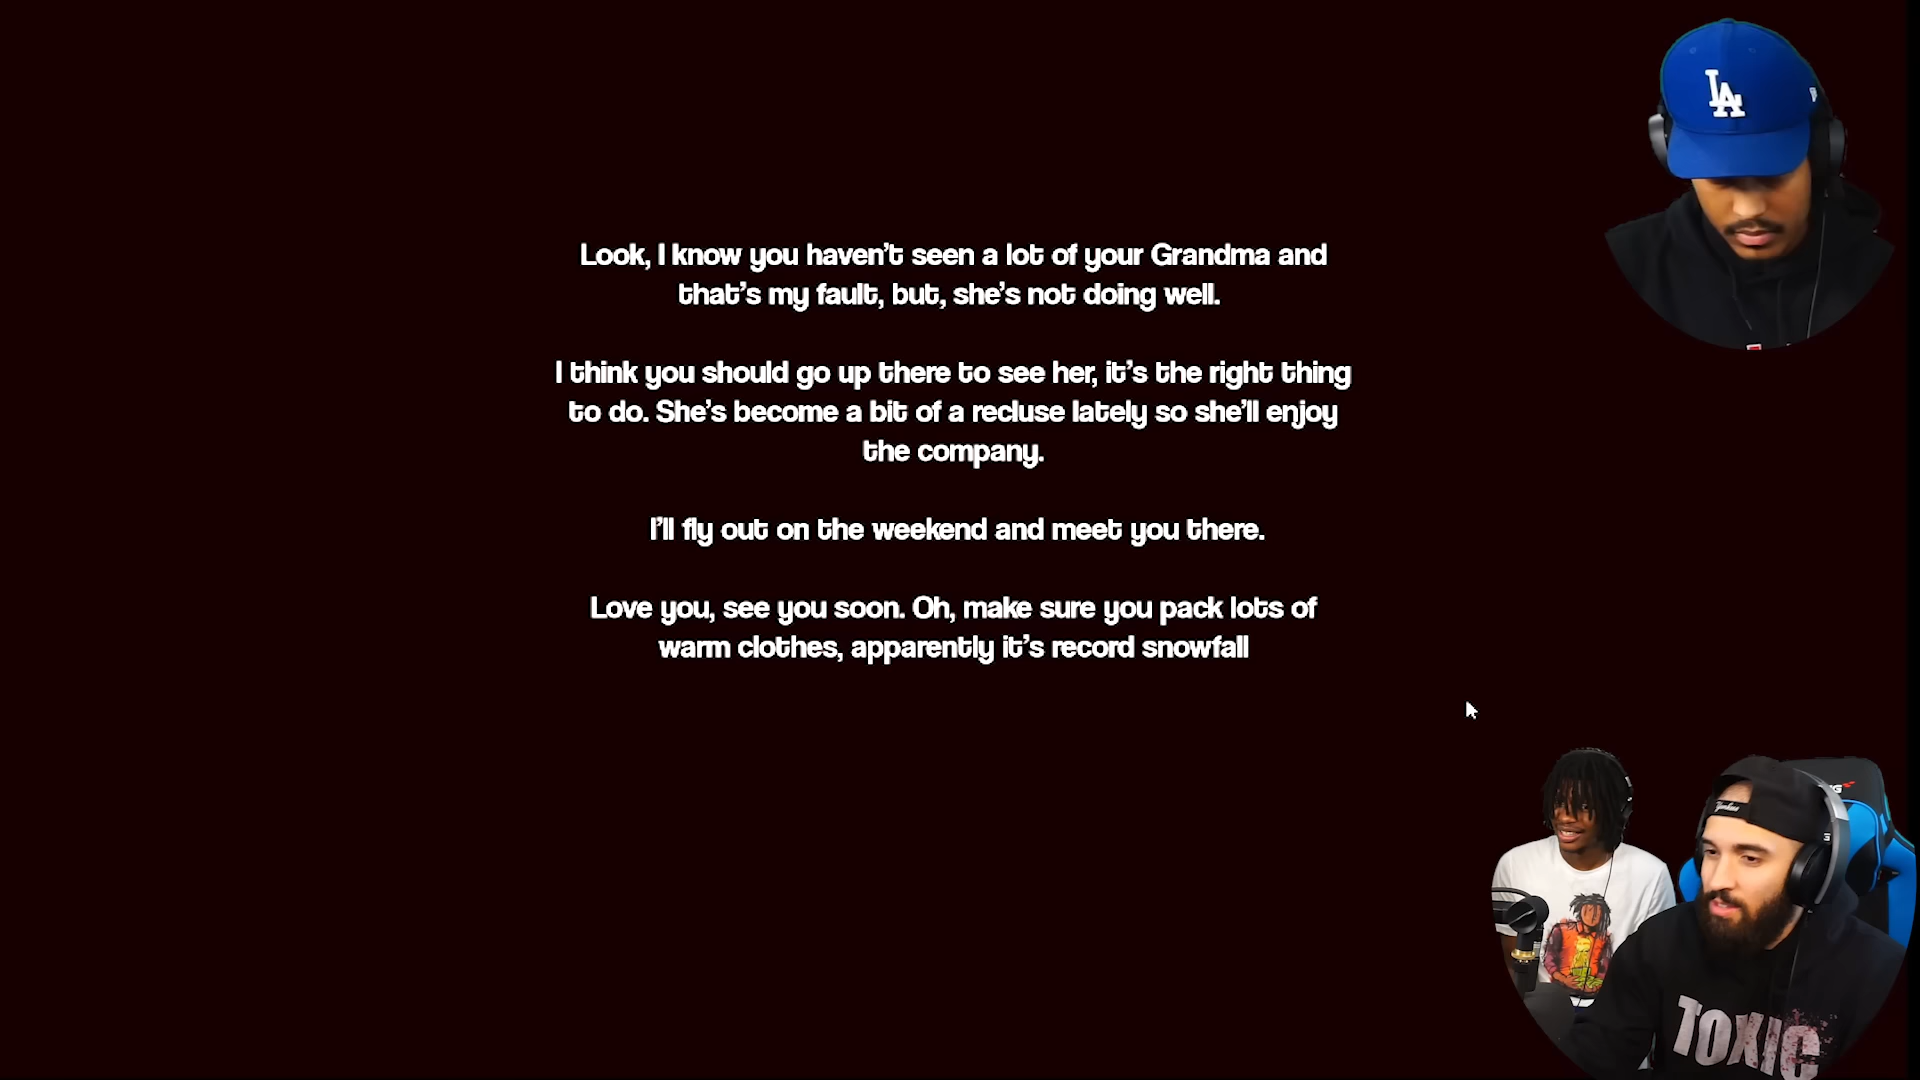 Look, I know you haven't seen a lot of your Grandma and
that's my fault, but, she's not doing well.
I think you should go up there to see her, it's the right thing
to do. She's become a bit of a recluse lately so she'll enjoy
the company.
I'll fly out on the weekend and meet you there.
Love you, see you soon. Oh, make sure you pack lots of
warm clothes, apparently it's record snowfall
LA
Yankees
TOXIC